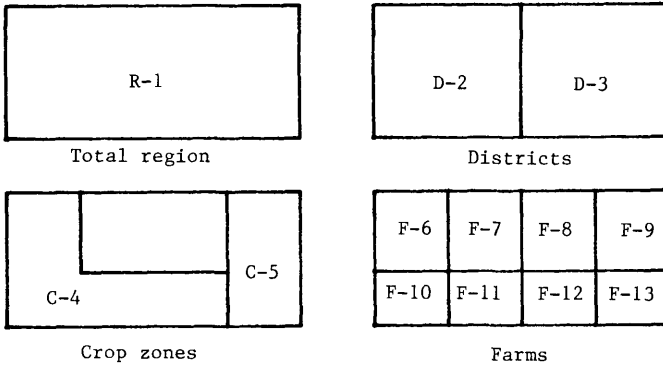 R-1
Total region
D-2 D-3
Districts
C-4 C-5
Crop zones
F-6 F-7 F-8 F-9
F-10 F-11 F-12 F-13
Farms